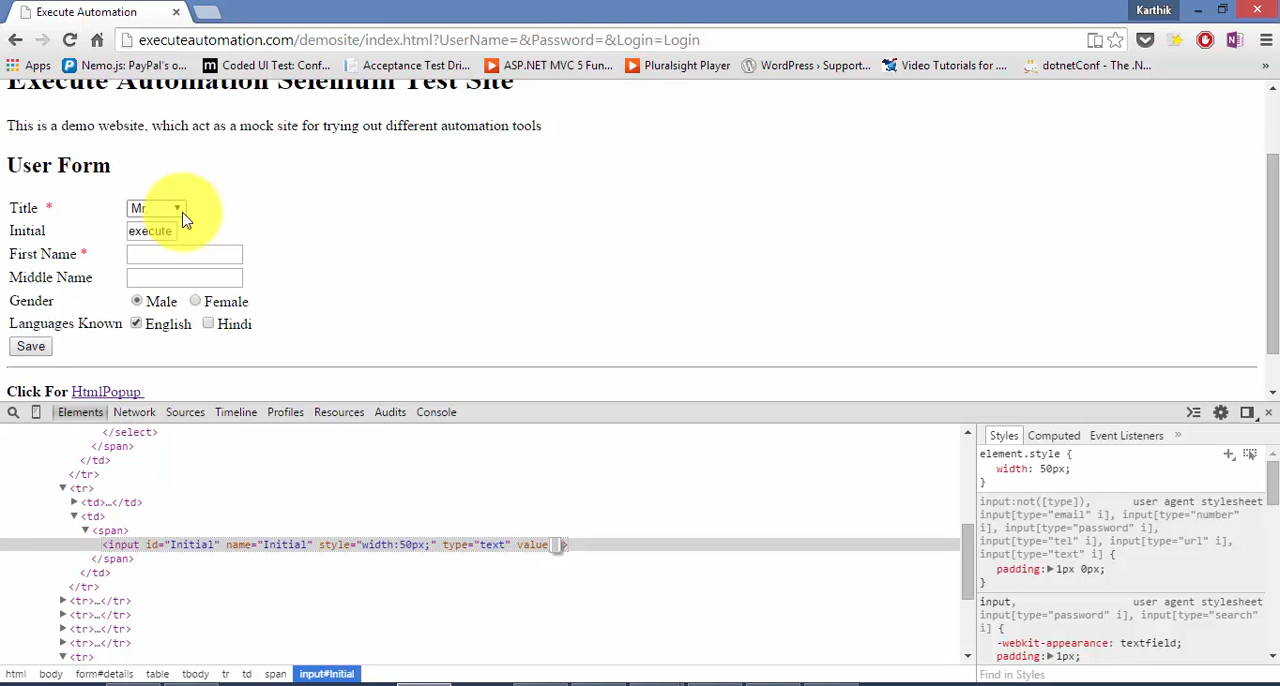 Execute Automation
Karthik
executeautomation.com/demosite/index.html?UserName=&Password=&Login=Login
Apps Nemo.js: PayPal's o... Coded UI Test: Conf... Acceptance Test Dri... ASP.NET MVC 5 Fun... Pluralsight Player WordPress › Support... Video Tutorials for .... dotnetConf - The .N... »
Execute Automation Selenium Test Site
This is a demo website, which act as a mock site for trying out different automation tools
User Form
Title * Mr.
Initial execute
First Name *
Middle Name
Gender Male Female
Languages Known English Hindi
Save
Click For HtmlPopup
Elements Network Sources Timeline Profiles Resources Audits Console
</select>
</span>
</td>
</tr>
<tr>
<td>...</td>
<td>
<span>
<input id="Initial" name="Initial" style="width:50px;" type="text" value >
</span>
</td>
</tr>
<tr>...</tr>
<tr>...</tr>
<tr>...</tr>
<tr>...</tr>
<tr>
html body form#details table tbody tr td span input#Initial
Styles Computed Event Listeners »
element.style {
width: 50px;
}
input:not([type]), user agent stylesheet
input[type="email" i], input[type="number"
i], input[type="password" i],
input[type="tel" i], input[type="url" i],
input[type="text" i] {
padding: 1px 0px;
}
input, user agent stylesheet
input[type="password" i], input[type="search"
i] {
-webkit-appearance: textfield;
padding: 1px;
Find in Styles